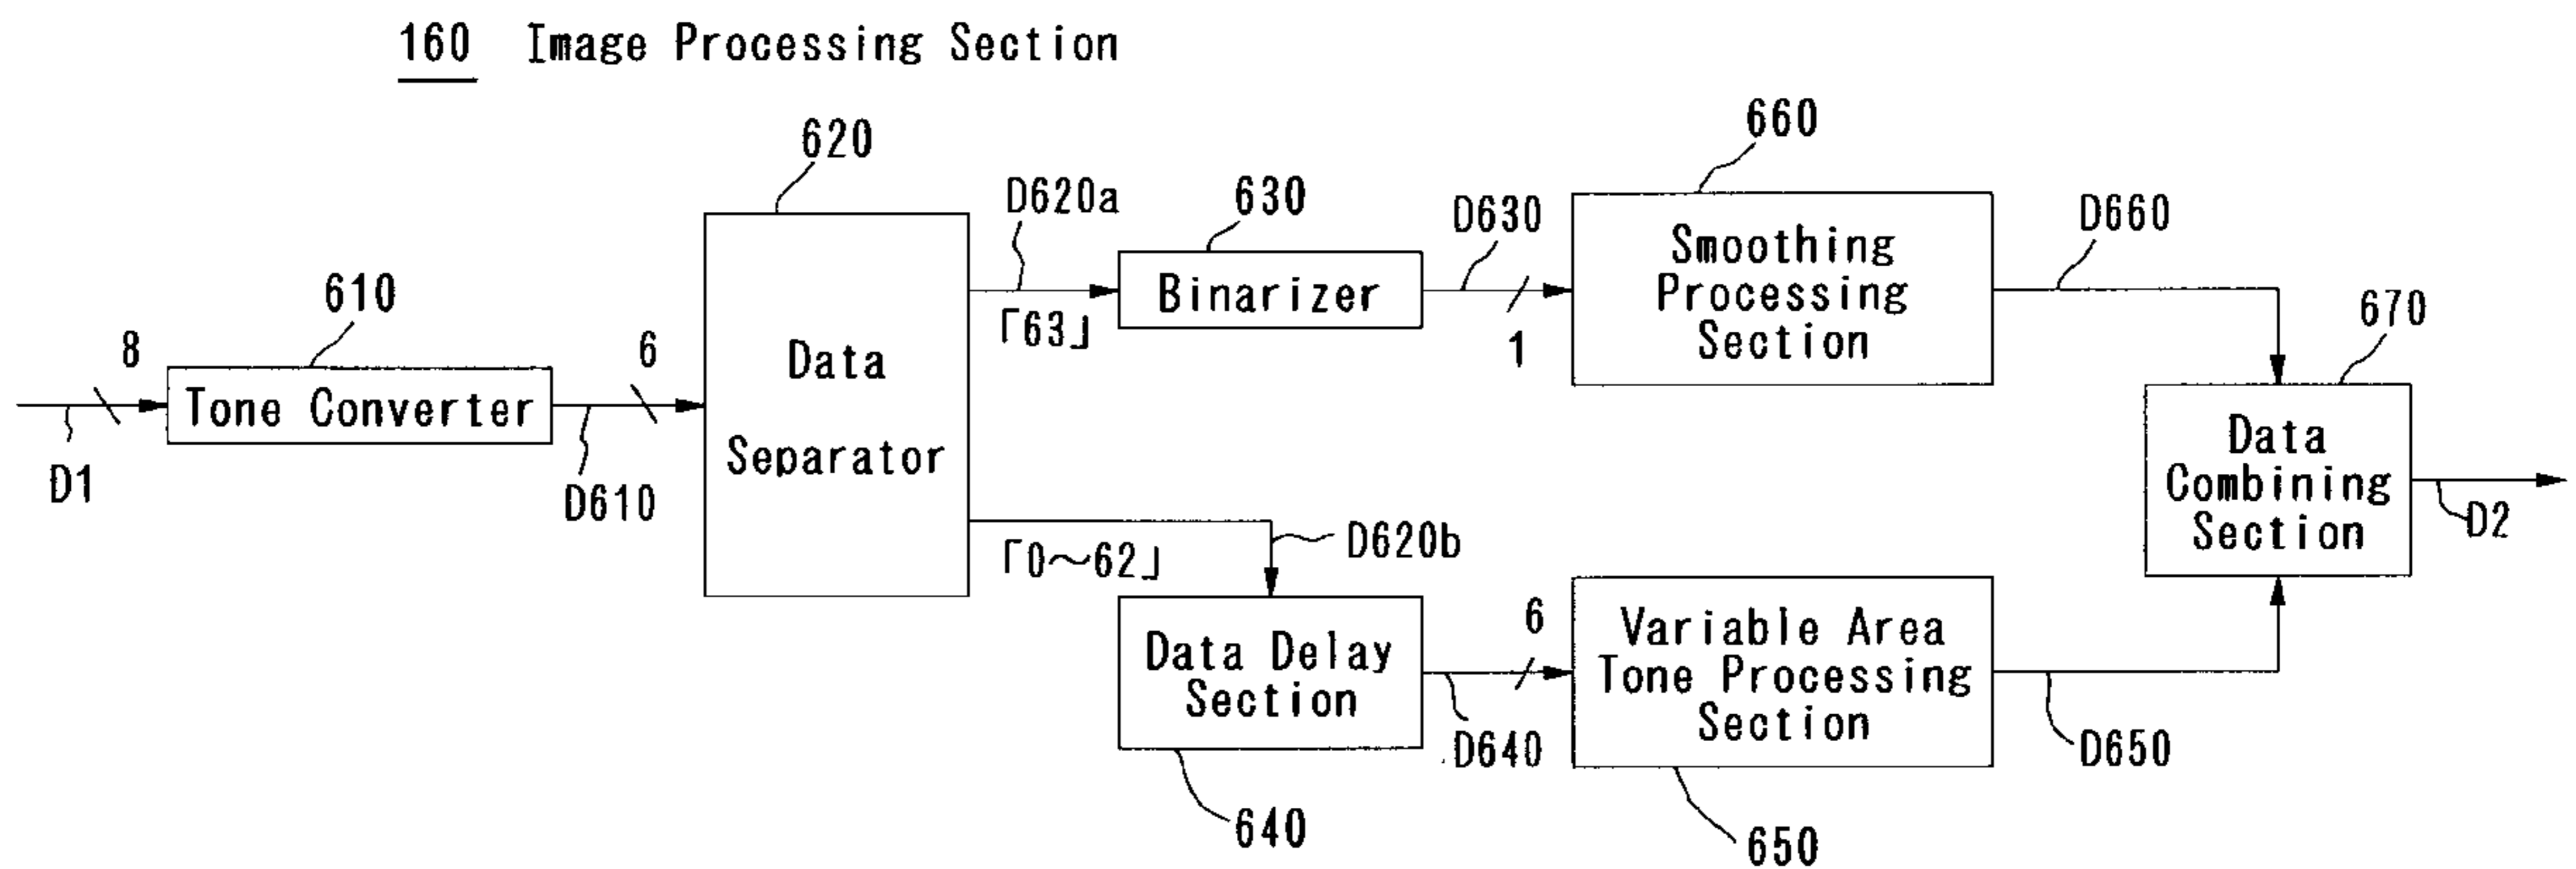 160 Image Processing Section
610
8
Tone Converter
D1
6
D610
620
Data
Separator
D620a
「63」
630
Binarizer
D630
1
660
Smoothing
Processing
Section
D660
「0～62」
D620b
Data Delay
Section
640
6
D640
Variable Area
Tone Processing
Section
650
D650
670
Data
Combining
Section
D2